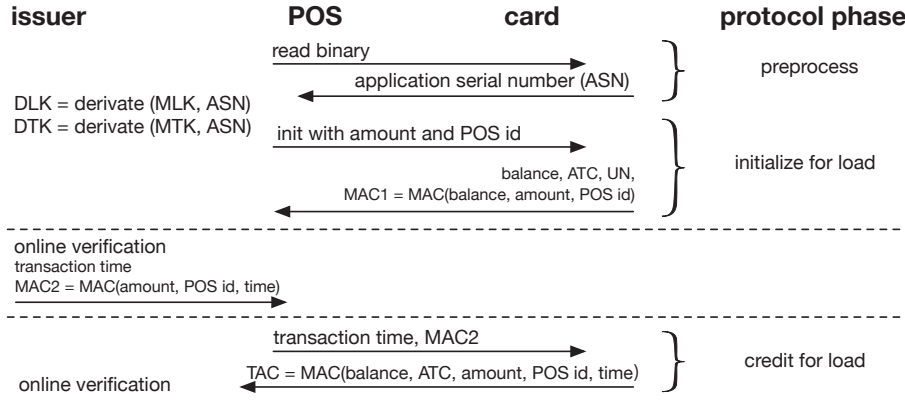 issuer POS card protocol phase
read binary
preprocess
application serial number (ASN)
DLK = derivate (MLK, ASN)
DTK = derivate (MTK, ASN)
init with amount and POS id
initialize for load
balance, ATC, UN,
MAC1 = MAC(balance, amount, POS id)
online verification
transaction time
MAC2 = MAC(amount, POS id, time)
transaction time, MAC2
credit for load
TAC = MAC(balance, ATC, amount, POS id, time)
online verification